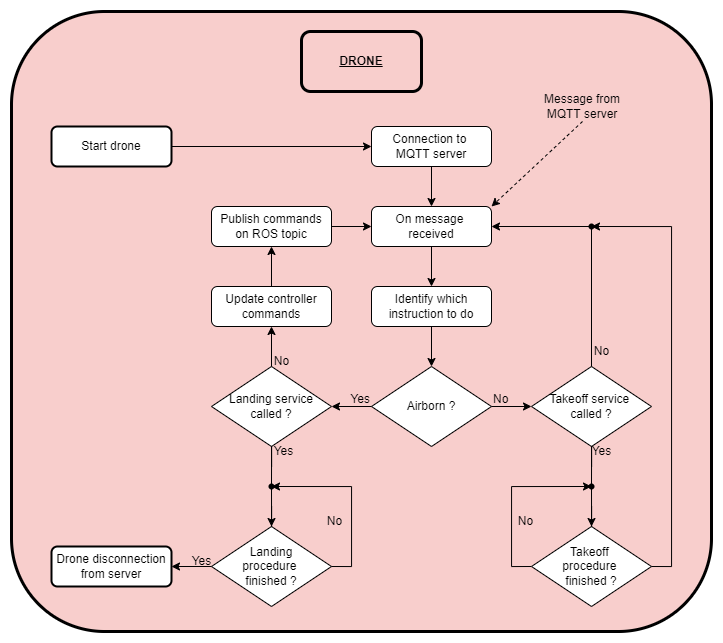 DRONE
Message from
MQTT server
Start drone
Connection to
MQTT server
Publish commands
on ROS topic
On message
received
Update controller
commands
Identify which
instruction to do
No
No
Landing service
called ?
Yes
Airborn ?
No
Takeoff service
called ?
Yes
Yes
No
No
Drone disconnection
from server
Yes
Landing
procedure
finished ?
Takeoff
procedure
finished ?